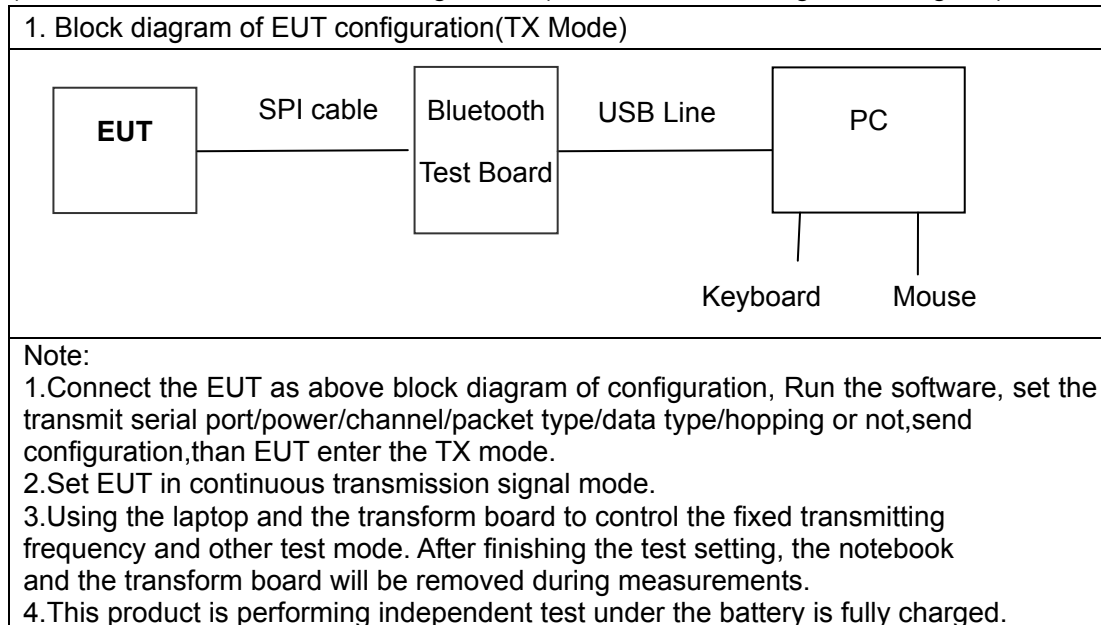 1. Block diagram of EUT configuration(TX Mode)
EUT
SPI cable
Bluetooth
Test Board
USB Line
PC
Keyboard
Mouse
Note:
1.Connect the EUT as above block diagram of configuration, Run the software, set the
transmit serial port/power/channel/packet type/data type/hopping or not,send
configuration,than EUT enter the TX mode.
2.Set EUT in continuous transmission signal mode.
3.Using the laptop and the transform board to control the fixed transmitting
frequency and other test mode. After finishing the test setting, the notebook
and the transform board will be removed during measurements.
4.This product is performing independent test under the battery is fully charged.